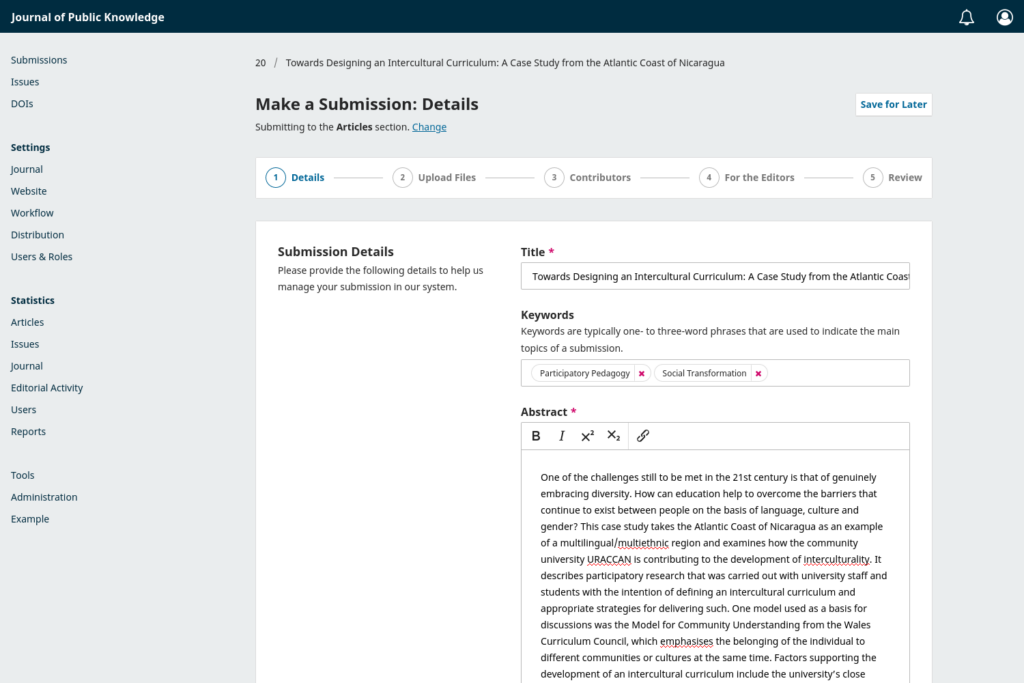 Journal of Public Knowledge
Submissions
Issues
DOIs
Settings
Journal
Website
Workflow
Distribution
Users & Roles
Statistics
Articles
Issues
Journal
Editorial Activity
Users
Reports
Tools
Administration
Example
20 / Towards Designing an Intercultural Curriculum: A Case Study from the Atlantic Coast of Nicaragua
Make a Submission: Details
Save for Later
Submitting to the Articles section. Change
1 Details
2 Upload Files
3 Contributors
4 For the Editors
5 Review
Submission Details
Please provide the following details to help us
manage your submission in our system.
Title *
Towards Designing an Intercultural Curriculum: A Case Study from the Atlantic Coast
Keywords
Keywords are typically one- to three-word phrases that are used to indicate the main
topics of a submission.
Participatory Pedagogy
Social Transformation
Abstract *
B I X² X₂
One of the challenges still to be met in the 21st century is that of genuinely
embracing diversity. How can education help to overcome the barriers that
continue to exist between people on the basis of language, culture and
gender? This case study takes the Atlantic Coast of Nicaragua as an example
of a multilingual/multiethnic region and examines how the community
university URACCAN is contributing to the development of interculturality. It
describes participatory research that was carried out with university staff and
students with the intention of defining an intercultural curriculum and
appropriate strategies for delivering such. One model used as a basis for
discussions was the Model for Community Understanding from the Wales
Curriculum Council, which emphasises the belonging of the individual to
different communities or cultures at the same time. Factors supporting the
development of an intercultural curriculum include the university's close